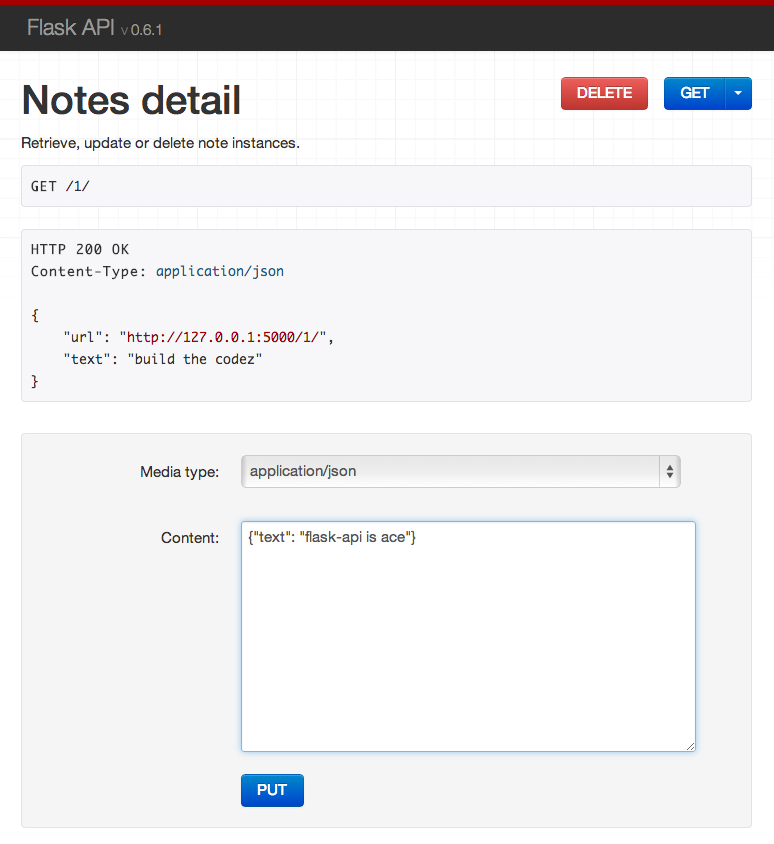 Flask API v 0.6.1
Notes detail
DELETE
GET
Retrieve, update or delete note instances.
GET /1/
HTTP 200 OK
Content-Type: application/json
{
    "url": "http://127.0.0.1:5000/1/",
    "text": "build the codez"
}
Media type: application/json
Content: {"text": "flask-api is ace"}
PUT